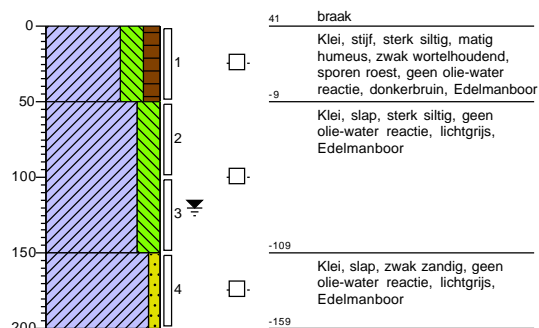 0
50
100
150
200
1
2
3
4
41
braak
Klei, stijf, sterk siltig, matig
humeus, zwak wortelhoudend,
sporen roest, geen olie-water
reactie, donkerbruin, Edelmanboor
-9
Klei, slap, sterk siltig, geen
olie-water reactie, lichtgrijs,
Edelmanboor
-109
Klei, slap, zwak zandig, geen
olie-water reactie, lichtgrijs,
Edelmanboor
-159